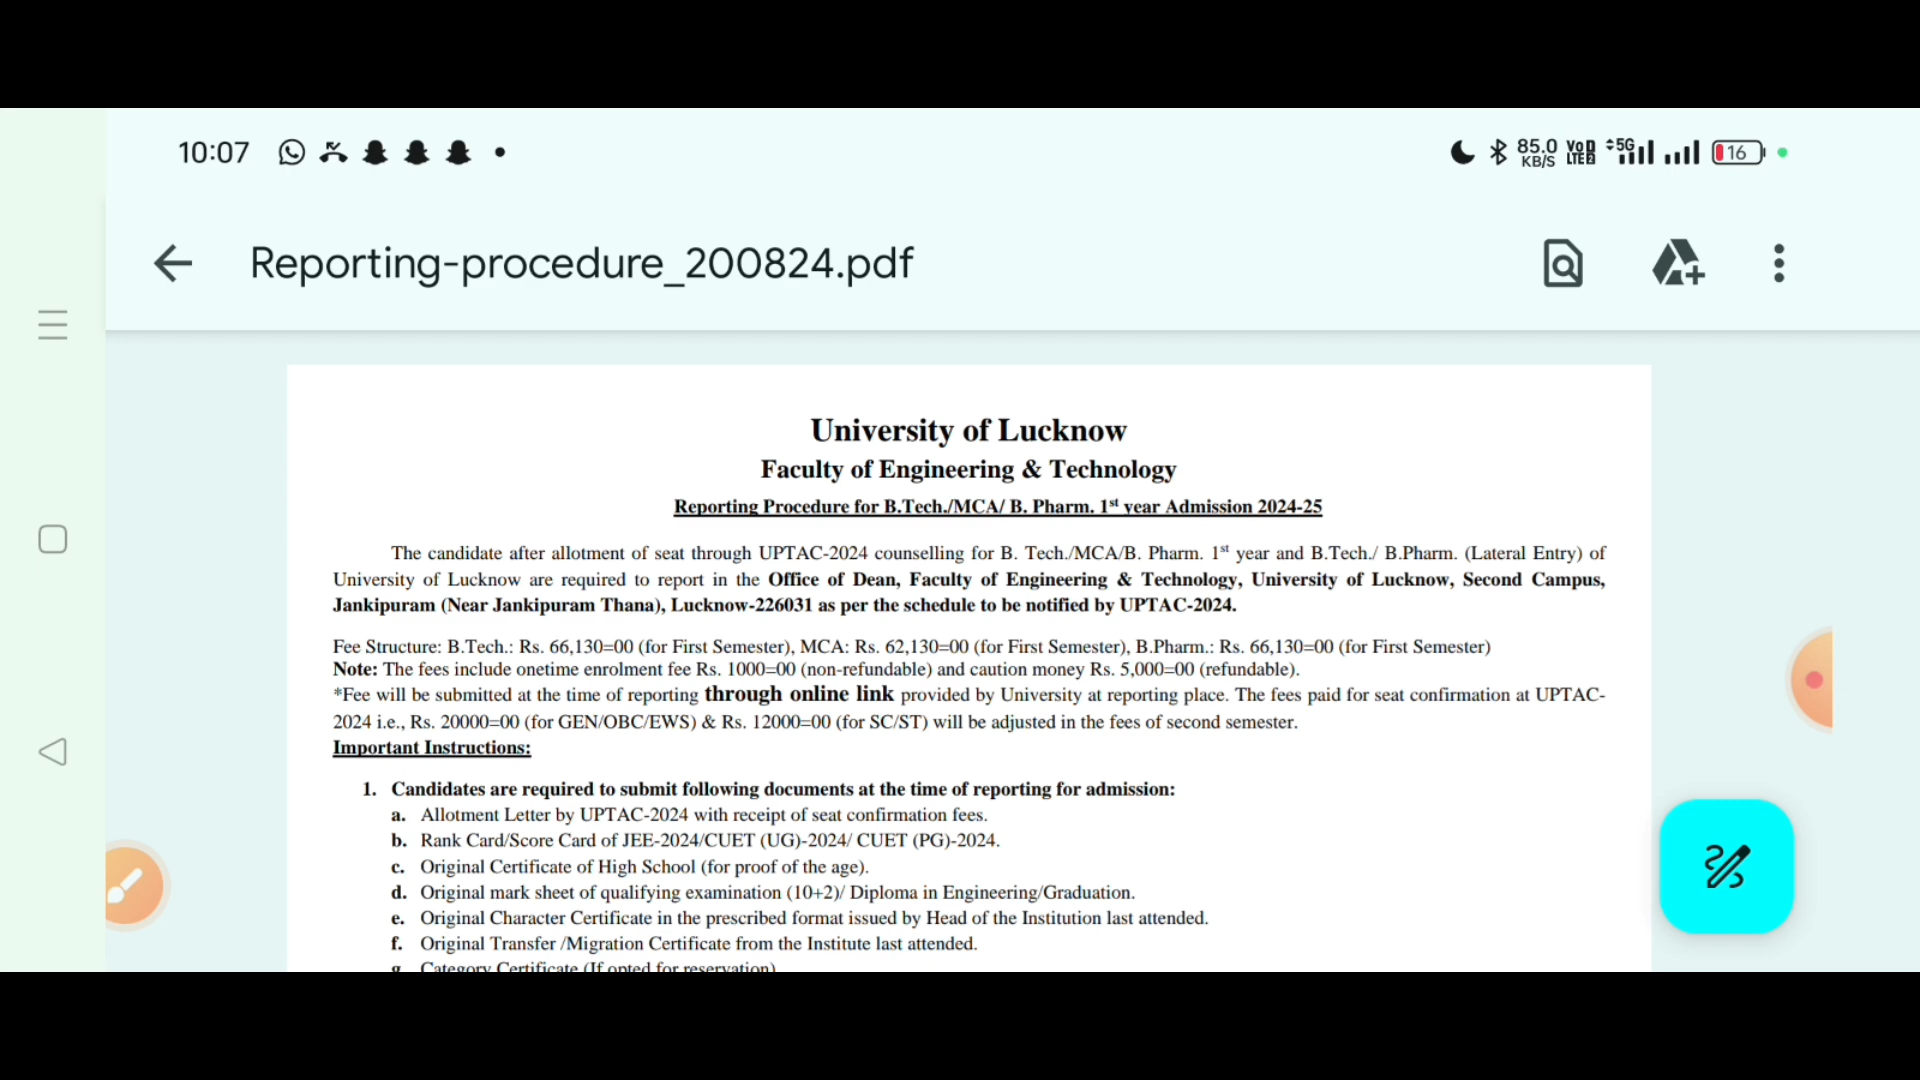 10:07
85.0 KB/S VoD LTE2 5G 16
Reporting-procedure_200824.pdf
University of Lucknow
Faculty of Engineering & Technology
Reporting Procedure for B.Tech./MCA/ B. Pharm. 1st year Admission 2024-25
The candidate after allotment of seat through UPTAC-2024 counselling for B. Tech./MCA/B. Pharm. 1st year and B.Tech./ B.Pharm. (Lateral Entry) of
University of Lucknow are required to report in the Office of Dean, Faculty of Engineering & Technology, University of Lucknow, Second Campus,
Jankipuram (Near Jankipuram Thana), Lucknow-226031 as per the schedule to be notified by UPTAC-2024.
Fee Structure: B.Tech.: Rs. 66,130=00 (for First Semester), MCA: Rs. 62,130=00 (for First Semester), B.Pharm.: Rs. 66,130=00 (for First Semester)
Note: The fees include onetime enrolment fee Rs. 1000=00 (non-refundable) and caution money Rs. 5,000=00 (refundable).
*Fee will be submitted at the time of reporting through online link provided by University at reporting place. The fees paid for seat confirmation at UPTAC-
2024 i.e., Rs. 20000=00 (for GEN/OBC/EWS) & Rs. 12000=00 (for SC/ST) will be adjusted in the fees of second semester.
Important Instructions:
1. Candidates are required to submit following documents at the time of reporting for admission:
a. Allotment Letter by UPTAC-2024 with receipt of seat confirmation fees.
b. Rank Card/Score Card of JEE-2024/CUET (UG)-2024/ CUET (PG)-2024.
c. Original Certificate of High School (for proof of the age).
d. Original mark sheet of qualifying examination (10+2)/ Diploma in Engineering/Graduation.
e. Original Character Certificate in the prescribed format issued by Head of the Institution last attended.
f. Original Transfer /Migration Certificate from the Institute last attended.
g. Category Certificate (If opted for reservation)